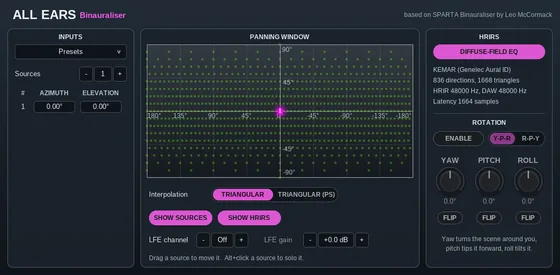 ALL EARS Binauraliser
based on SPARTA Binauraliser by Leo McCormack
INPUTS
Presets
Sources - 1 +
# AZIMUTH ELEVATION
1 0.00° 0.00°
PANNING WINDOW
90°
45°
180° 135° 90° 45° -45° -90° -135° -180°
-45°
-90°
Interpolation TRIANGULAR TRIANGULAR (PS)
SHOW SOURCES SHOW HRIRS
LFE channel - Off + LFE gain - +0.0 dB +
Drag a source to move it. Alt+click a source to solo it.
HRIRS
DIFFUSE-FIELD EQ
KEMAR (Genelec Aural ID)
836 directions, 1668 triangles
HRIR 48000 Hz, DAW 48000 Hz
Latency 1664 samples
ROTATION
ENABLE Y-P-R R-P-Y
YAW PITCH ROLL
0.0° 0.0° 0.0°
FLIP FLIP FLIP
Yaw turns the scene around you,
pitch tips it forward, roll tilts it.